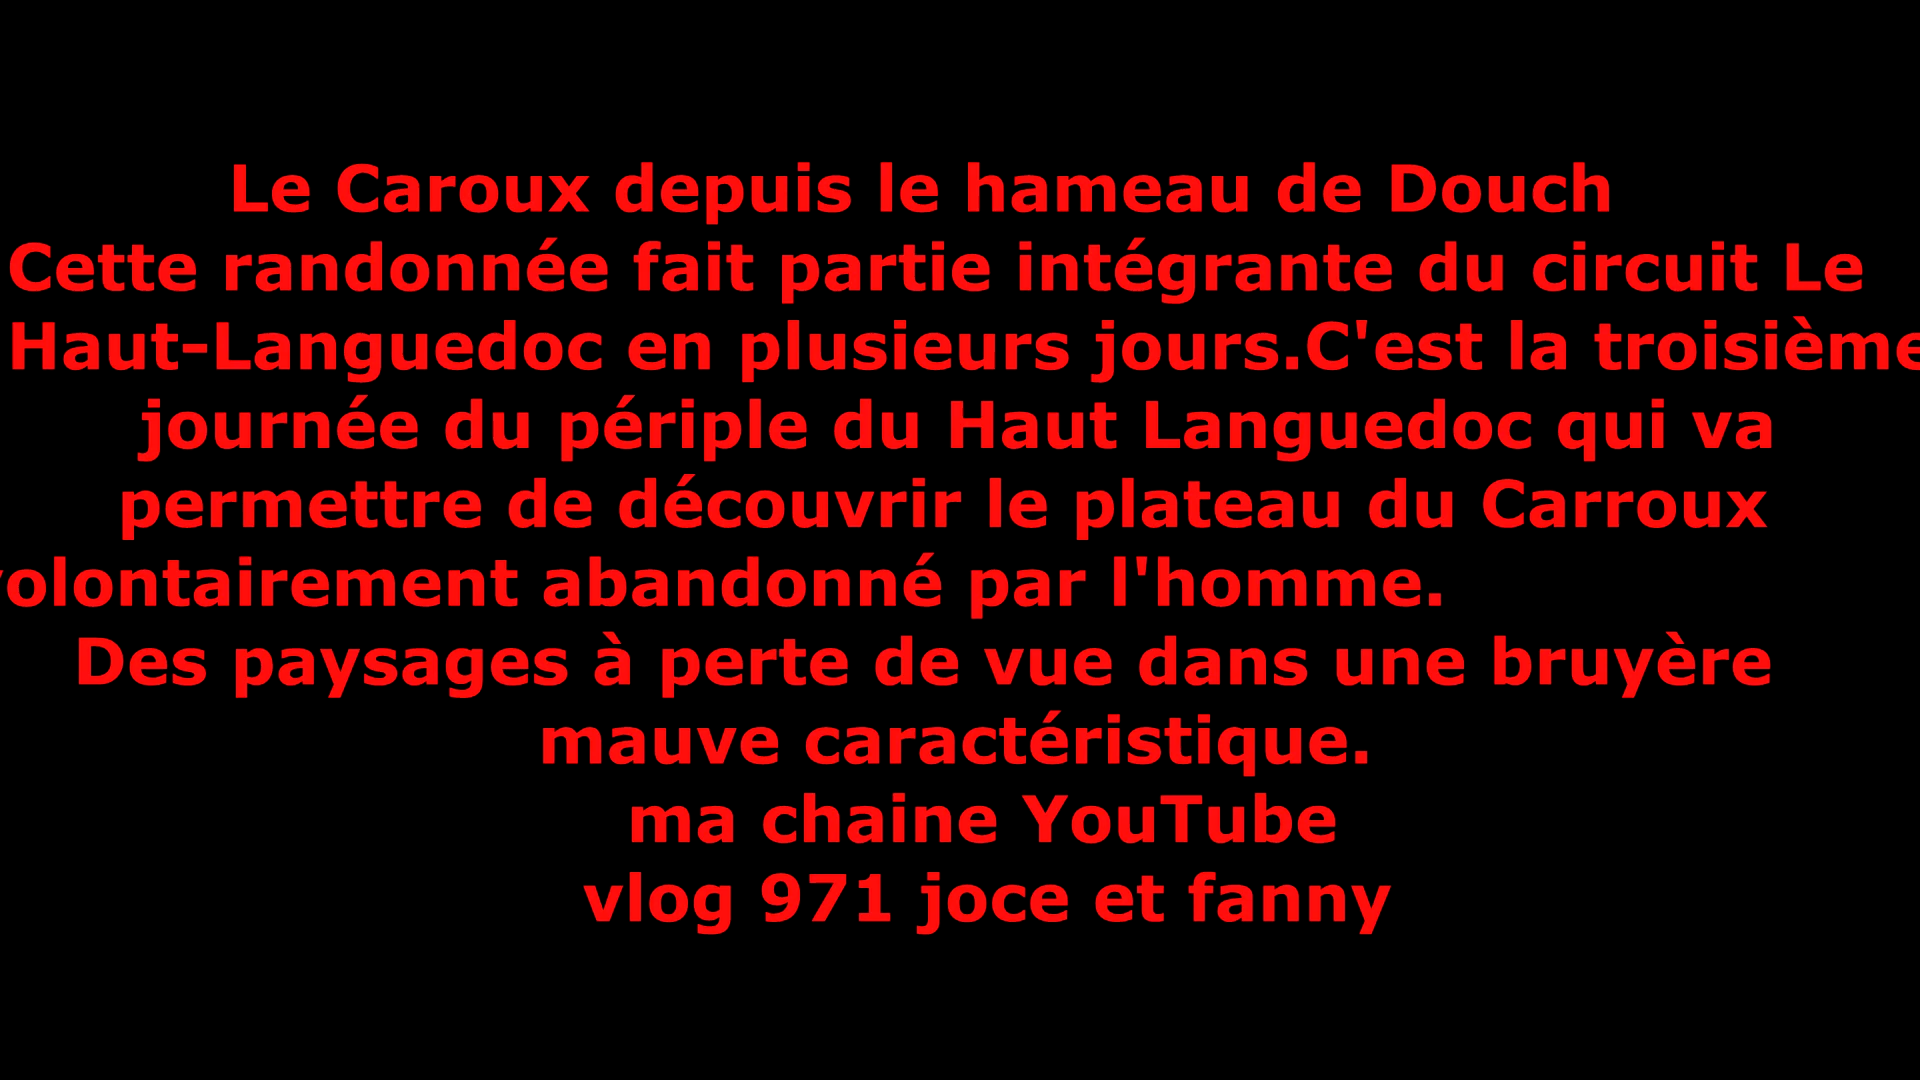 Le Caroux depuis le hameau de Douch
Cette randonnée fait partie intégrante du circuit Le
Haut-Languedoc en plusieurs jours.C'est la troisième
journée du périple du Haut Languedoc qui va
permettre de découvrir le plateau du Carroux
volontairement abandonné par l'homme.
Des paysages à perte de vue dans une bruyère
mauve caractéristique.
ma chaine YouTube
vlog 971 joce et fanny